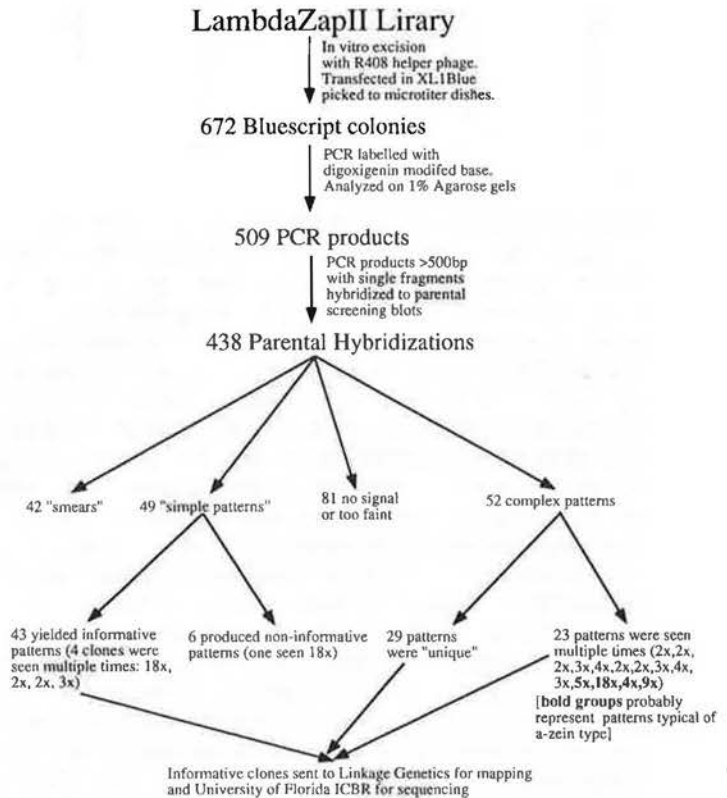 LambdaZapII Lirary
In vitro excision
with R408 helper phage.
Transfected in XL1Blue
picked to microtiter dishes.
672 Bluescript colonies
PCR labelled with
digoxigenin modifed base.
Analyzed on 1% Agarose gels
509 PCR products
PCR products >500bp
with single fragments
hybridized to parental
screening blots
438 Parental Hybridizations
42 "smears"
49 "simple patterns"
81 no signal
or too faint
52 complex patterns
43 yielded informative
patterns (4 clones were
seen multiple times: 18x,
2x, 2x, 3x)
6 produced non-informative
patterns (one seen 18x)
29 patterns
were "unique"
23 patterns were seen
multiple times (2x,2x,
2x,3x,4x,2x,2x,3x,4x,
3x,5x,18x,4x,9x)
[bold groups probably
represent patterns typical of
a-zein type]
Informative clones sent to Linkage Genetics for mapping
and University of Florida ICBR for sequencing